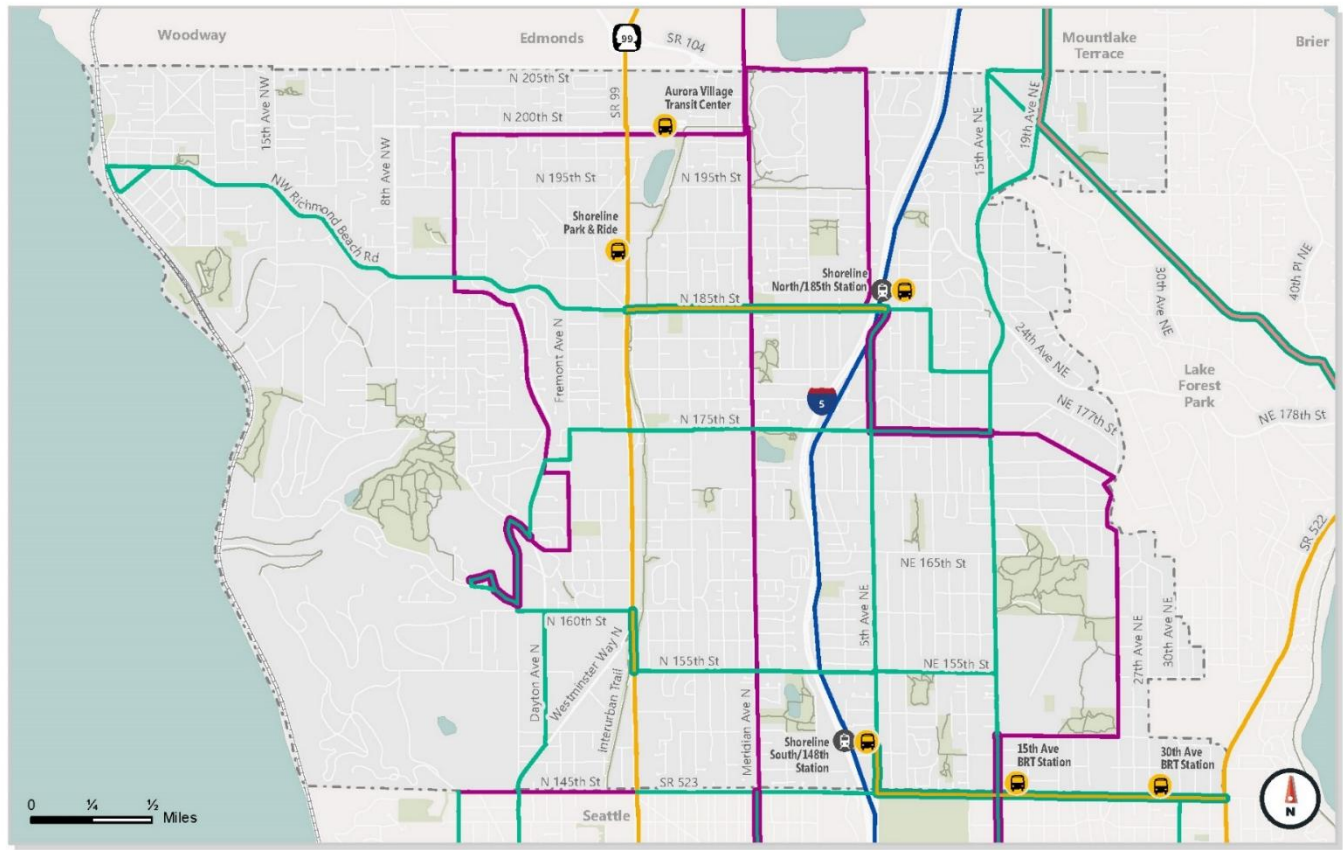 Woodway
Edmonds
99
SR 104
Mountlake
Terrace
Brier
N 205th St
Aurora Village
Transit Center
SR 99
N 200th St
15th Ave NW
8th Ave NW
15th Ave NE
19th Ave NE
N 195th St
N 195th St
NW Richmond Beach Rd
Shoreline
Park & Ride
Shoreline
North/185th Station
N 185th St
30th Ave NE
40th Pl NE
24th Ave NE
Fremont Ave N
5
Lake
Forest
Park
NE 177th St
NE 178th St
N 175th St
SR 522
NE 165th St
5th Ave NE
N 160th St
Dayton Ave N
Westminster Way N
Interurban Trail
N 155th St
NE 155th St
Meridian Ave N
27th Ave NE
30th Ave NE
Shoreline
South/148th
Station
15th Ave
BRT Station
30th Ave
BRT Station
N 145th St
SR 523
Seattle
0 ¼ ½
Miles
N